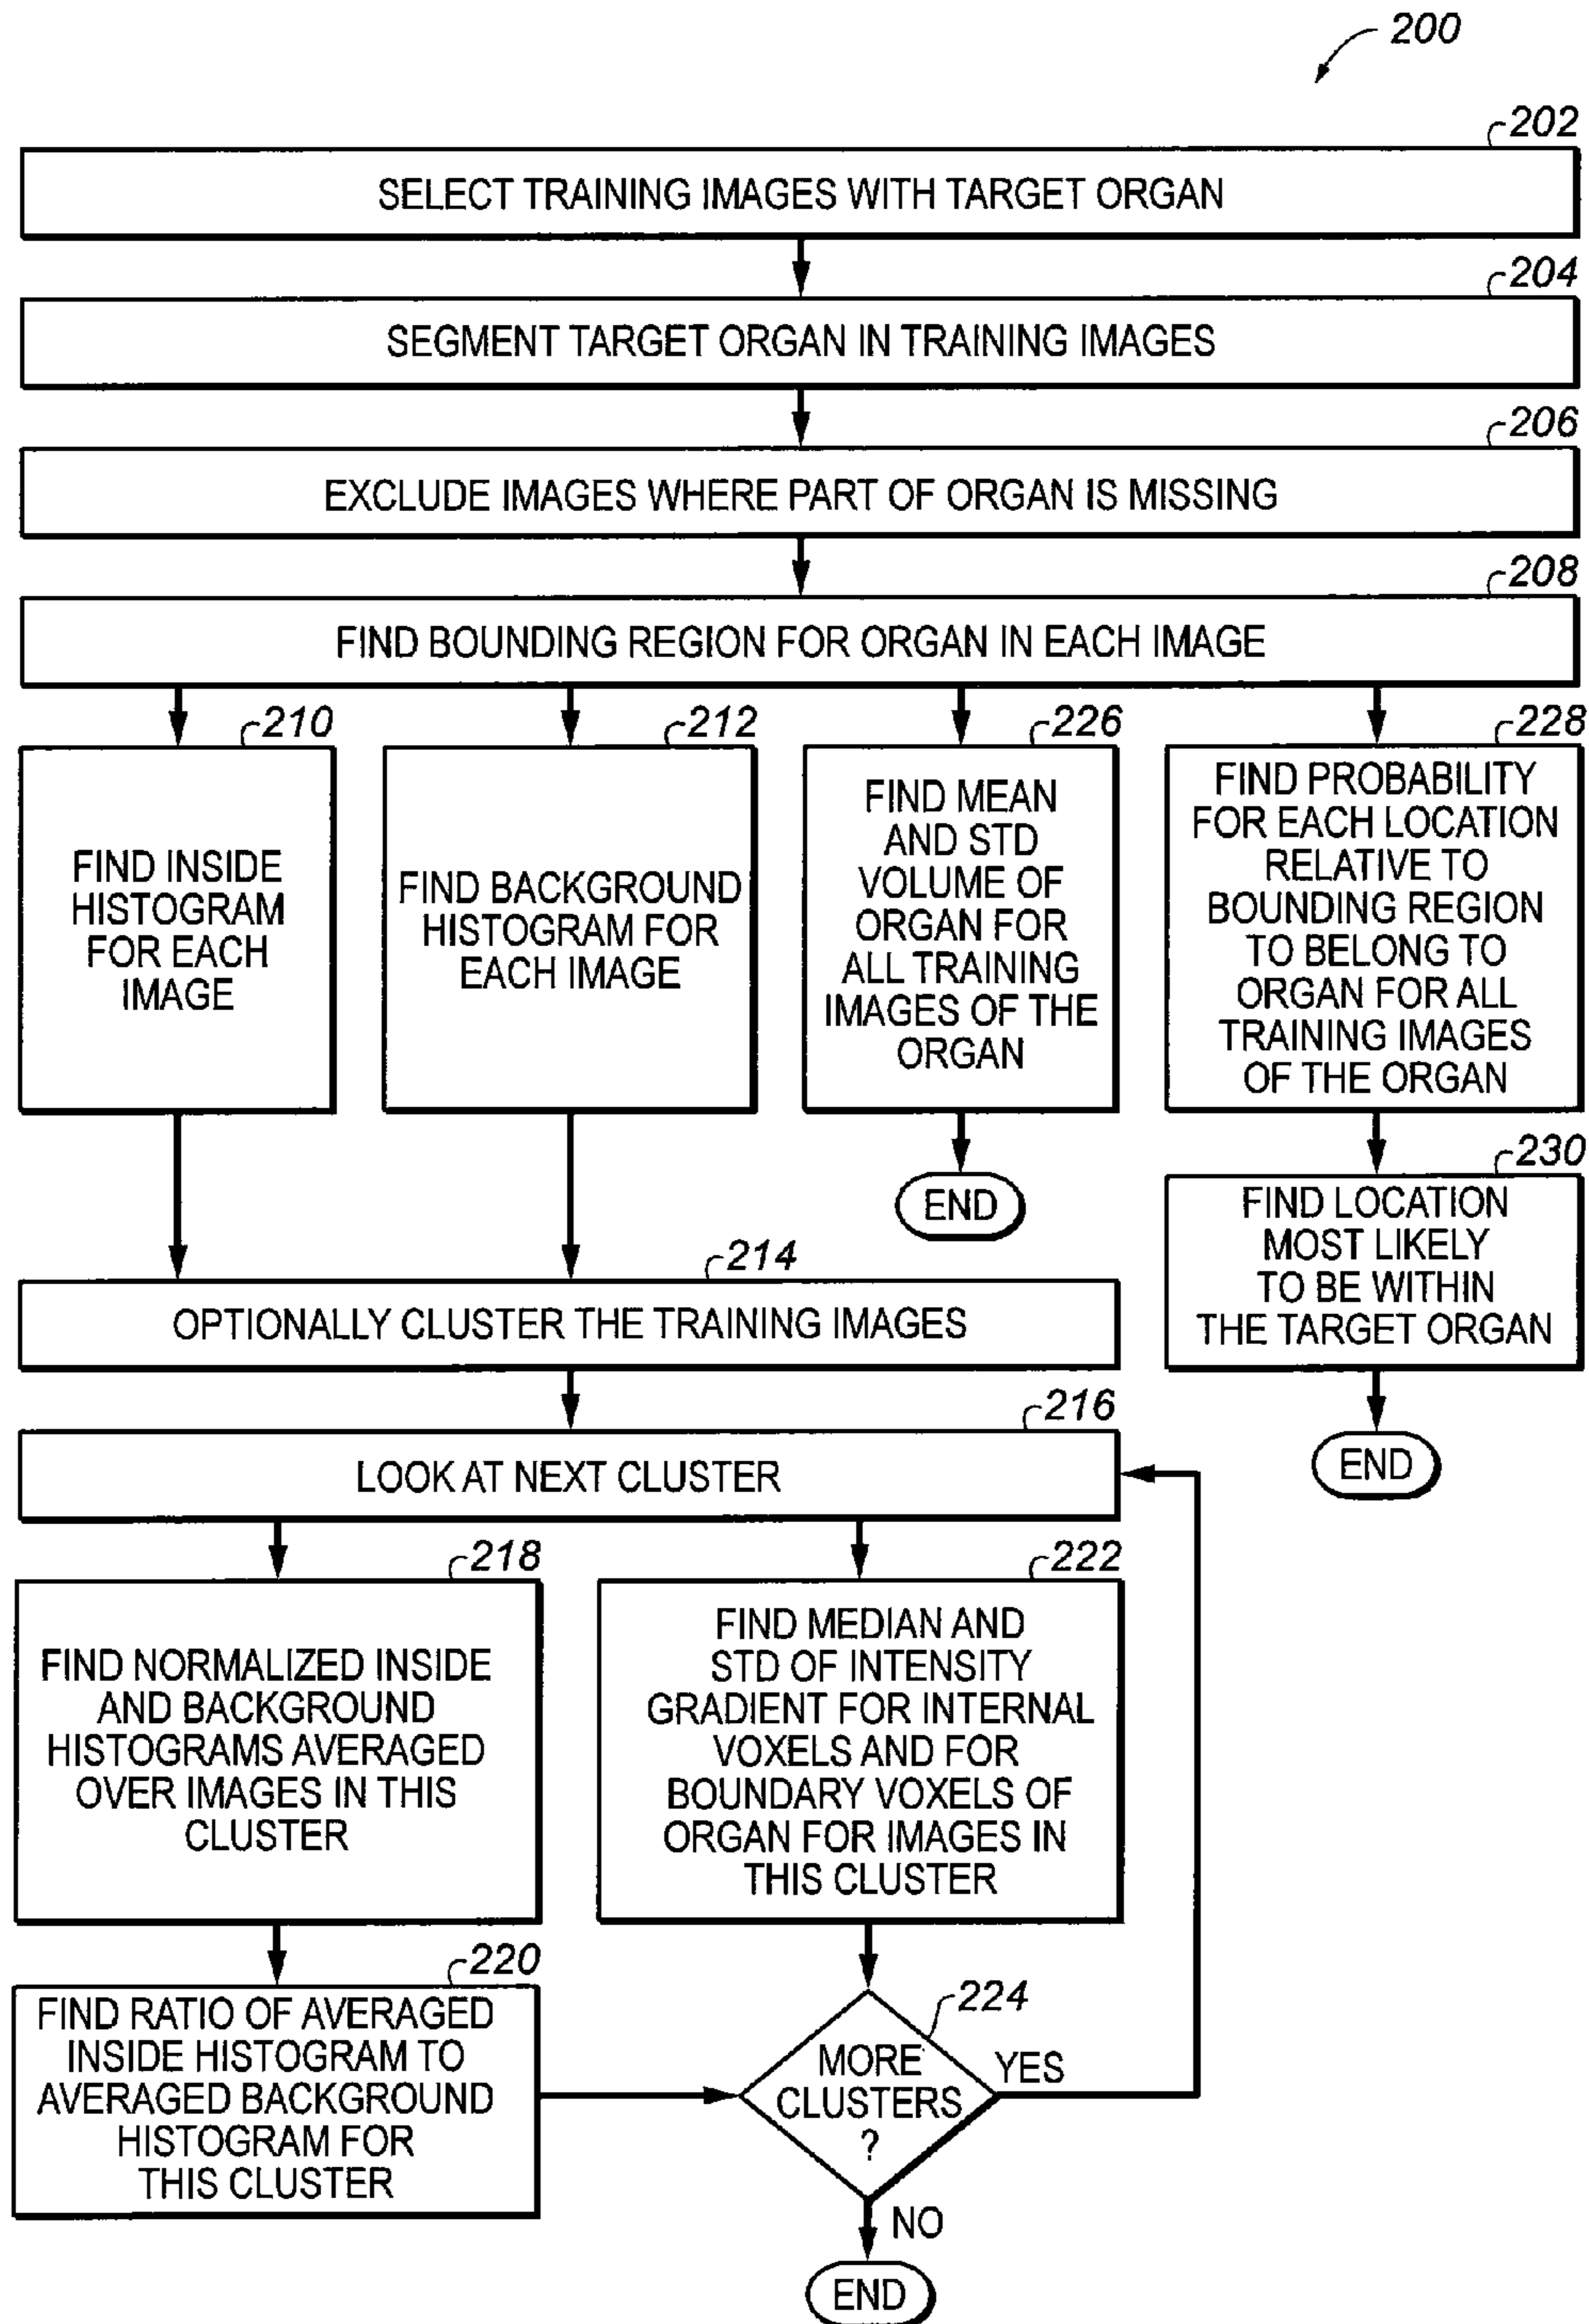 200
202
SELECT TRAINING IMAGES WITH TARGET ORGAN
204
SEGMENT TARGET ORGAN IN TRAINING IMAGES
206
EXCLUDE IMAGES WHERE PART OF ORGAN IS MISSING
208
FIND BOUNDING REGION FOR ORGAN IN EACH IMAGE
210
FIND INSIDE
HISTOGRAM
FOR EACH
IMAGE
212
FIND BACKGROUND
HISTOGRAM FOR
EACH IMAGE
226
FIND MEAN
AND STD
VOLUME OF
ORGAN FOR
ALL TRAINING
IMAGES OF THE
ORGAN
END
228
FIND PROBABILITY
FOR EACH LOCATION
RELATIVE TO
BOUNDING REGION
TO BELONG TO
ORGAN FOR ALL
TRAINING IMAGES
OF THE ORGAN
230
FIND LOCATION
MOST LIKELY
TO BE WITHIN
THE TARGET ORGAN
END
214
OPTIONALLY CLUSTER THE TRAINING IMAGES
216
LOOK AT NEXT CLUSTER
218
FIND NORMALIZED INSIDE
AND BACKGROUND
HISTOGRAMS AVERAGED
OVER IMAGES IN THIS
CLUSTER
222
FIND MEDIAN AND
STD OF INTENSITY
GRADIENT FOR INTERNAL
VOXELS AND FOR
BOUNDARY VOXELS OF
ORGAN FOR IMAGES IN
THIS CLUSTER
220
FIND RATIO OF AVERAGED
INSIDE HISTOGRAM TO
AVERAGED BACKGROUND
HISTOGRAM FOR
THIS CLUSTER
224
MORE
CLUSTERS
?
YES
NO
END